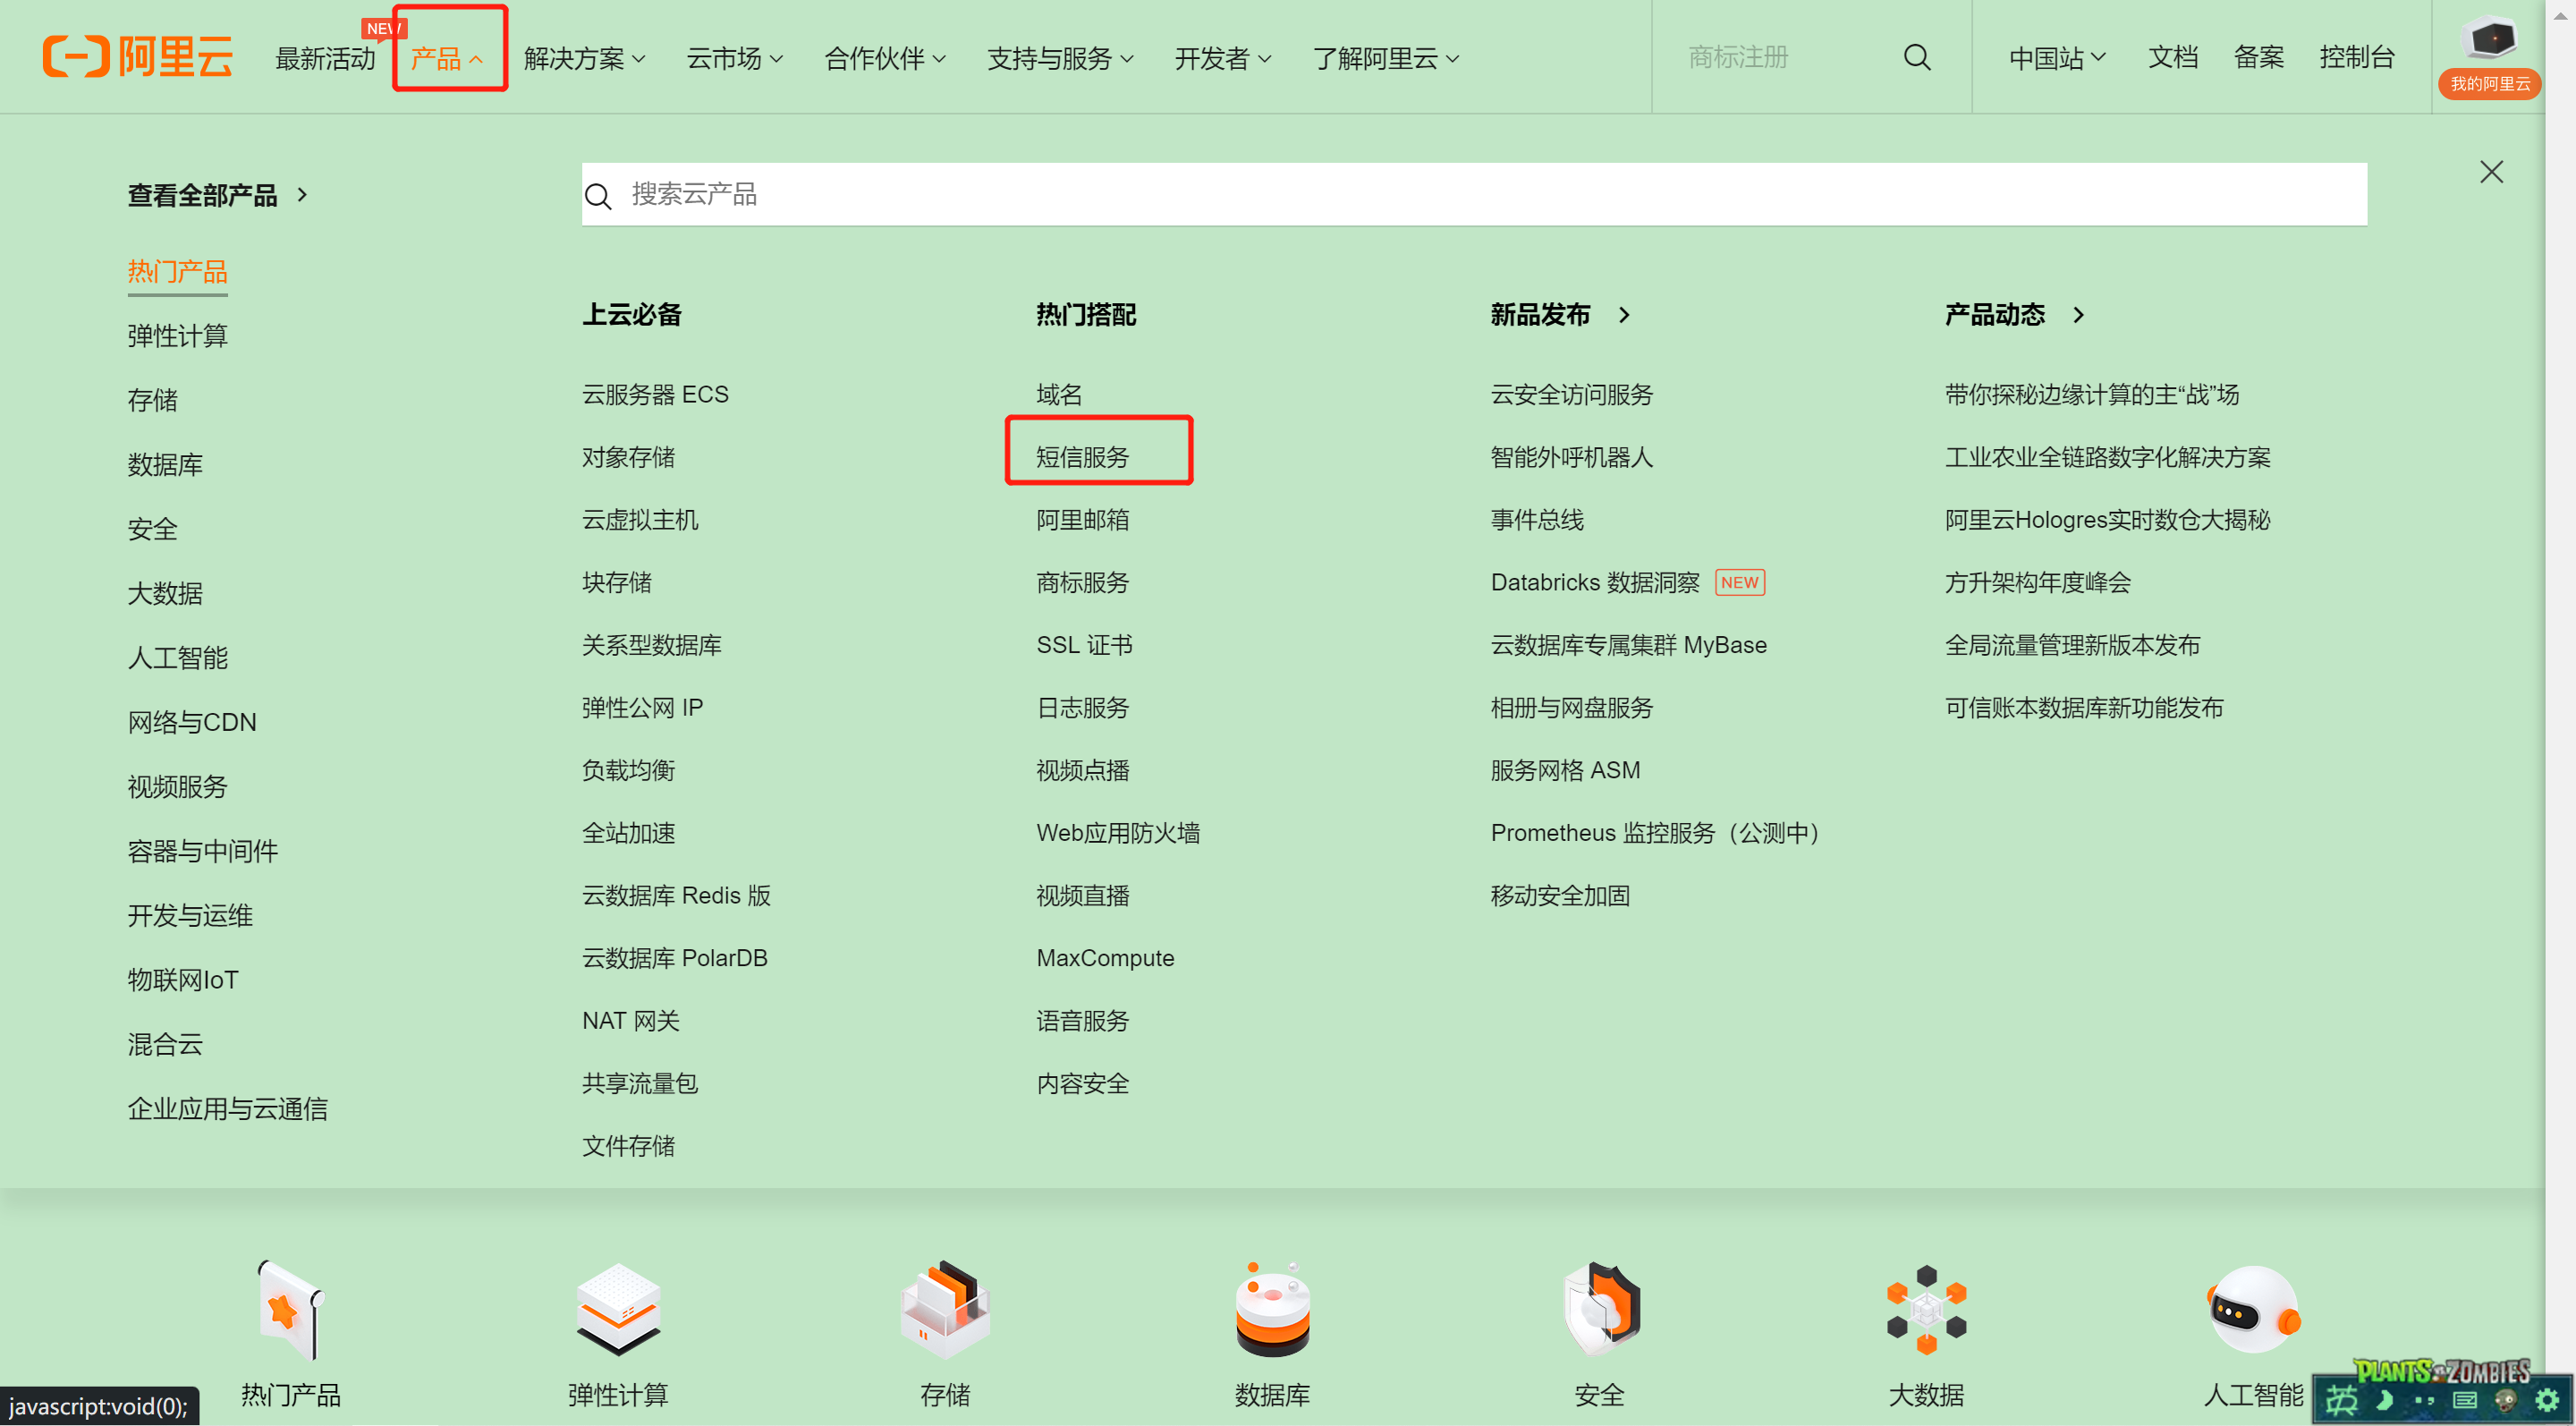 阿里云
最新活动
NEW
产品
解决方案
云市场
合作伙伴
支持与服务
开发者
了解阿里云
商标注册
中国站
文档
备案
控制台
我的阿里云
查看全部产品
搜索云产品
热门产品
弹性计算
存储
数据库
安全
大数据
人工智能
网络与CDN
视频服务
容器与中间件
开发与运维
物联网IoT
混合云
企业应用与云通信
上云必备
云服务器 ECS
对象存储
云虚拟主机
块存储
关系型数据库
弹性公网 IP
负载均衡
全站加速
云数据库 Redis 版
云数据库 PolarDB
NAT 网关
共享流量包
文件存储
热门搭配
域名
短信服务
阿里邮箱
商标服务
SSL 证书
日志服务
视频点播
Web应用防火墙
视频直播
MaxCompute
语音服务
内容安全
新品发布
云安全访问服务
智能外呼机器人
事件总线
Databricks 数据洞察 NEW
云数据库专属集群 MyBase
相册与网盘服务
服务网格 ASM
Prometheus 监控服务（公测中）
移动安全加固
产品动态
带你探秘边缘计算的主“战”场
工业农业全链路数字化解决方案
阿里云Hologres实时数仓大揭秘
方升架构年度峰会
全局流量管理新版本发布
可信账本数据库新功能发布
热门产品
弹性计算
存储
数据库
安全
大数据
人工智能
javascript:void(0);
PLANTS VS ZOMBIES
英